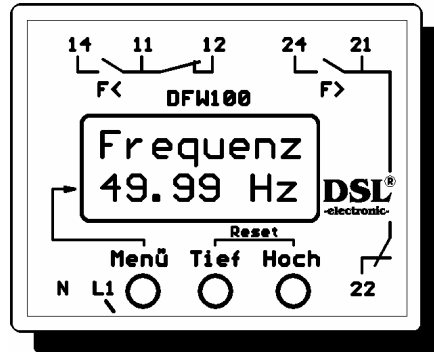 14 11 12 24 21
F< F>
DFW100
Frequenz
49.99 Hz
DSL®
-electronic-
Reset
Menü Tief Hoch
N L1 22